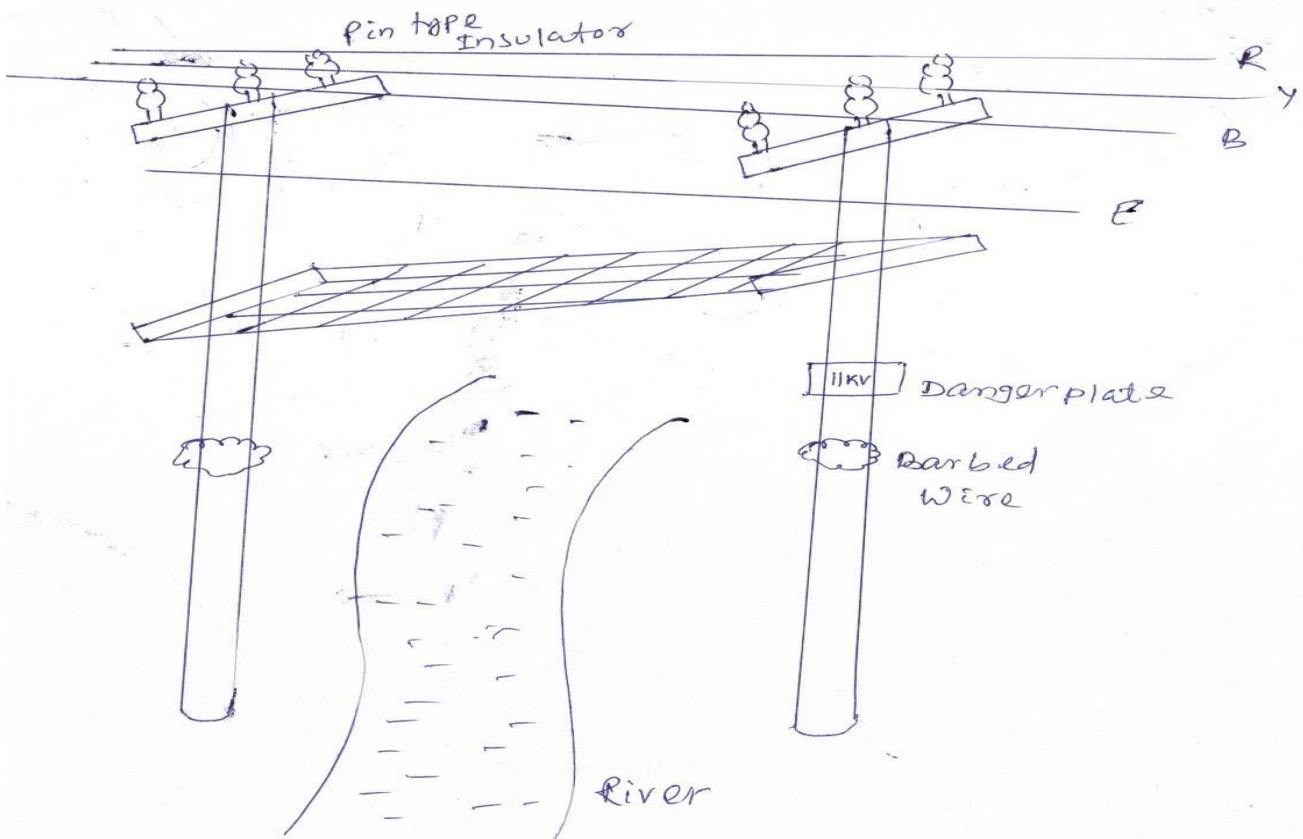 Pin type
Insulator
R
Y
B
E
11KV
Danger plate
Barbed
Wire
River